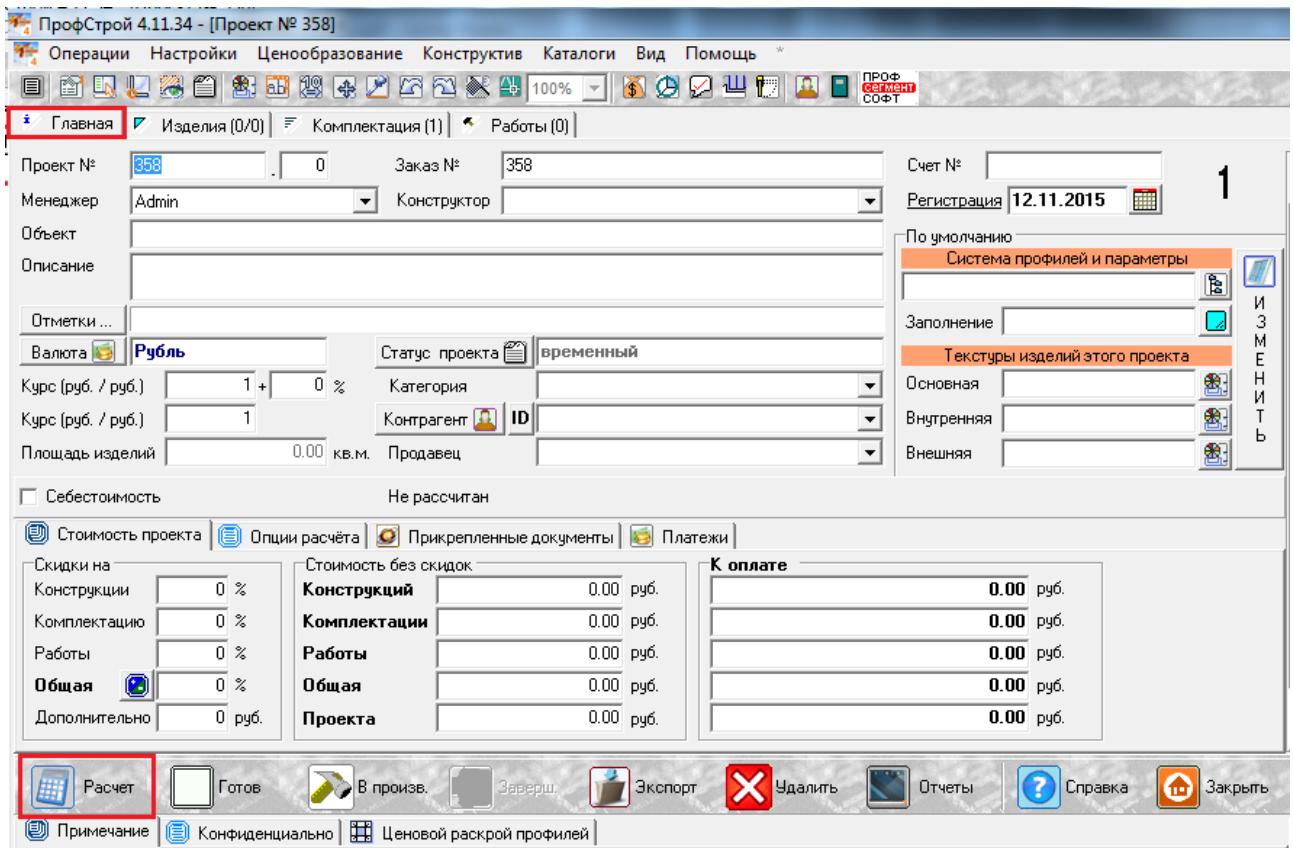 ПрофСтрой 4.11.34 - [Проект № 358]
Операции Настройки Ценообразование Конструктив Каталоги Вид Помощь *
100% ПРОФ
сегмент
СОФТ
Главная Изделия (0/0) Комплектация (1) Работы (0)
Проект № 358 . 0 Заказ № 358 Счет № 1
Менеджер Admin Конструктор Регистрация 12.11.2015
Объект По умолчанию
Описание Система профилей и параметры
ИЗМЕНИТЬ
Отметки ... Заполнение
Валюта Рубль Статус проекта временный Текстуры изделий этого проекта
Курс (руб. / руб.) 1 + 0 % Категория Основная
Курс (руб. / руб.) 1 Контрагент ID Внутренняя
Площадь изделий 0.00 кв.м. Продавец Внешняя
Себестоимость Не рассчитан
Стоимость проекта Опции расчёта Прикрепленные документы Платежи
Скидки на Стоимость без скидок К оплате
Конструкции 0 % Конструкций 0.00 руб. 0.00 руб.
Комплектацию 0 % Комплектации 0.00 руб. 0.00 руб.
Работы 0 % Работы 0.00 руб. 0.00 руб.
Общая 0 % Общая 0.00 руб. 0.00 руб.
Дополнительно 0 руб. Проекта 0.00 руб. 0.00 руб.
Расчет Готов В произв. Заверш. Экспорт Удалить Отчеты Справка Закрыть
Примечание Конфиденциально Ценовой раскрой профилей